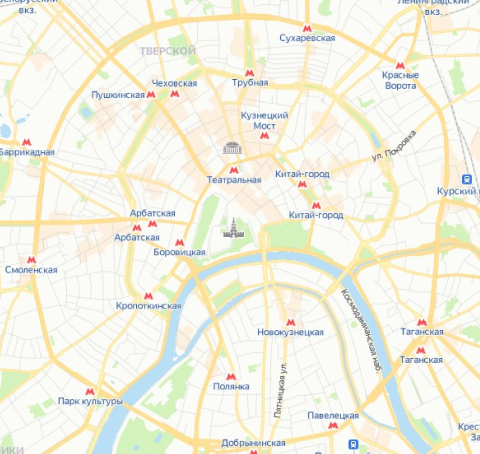 белорусский
вкз.
Ленинградский
вкз.
Сухаревская
ТВЕРСКОЙ
Чеховская
Трубная
Красные
Ворота
Пушкинская
Кузнецкий
Мост
ул. Покровка
Баррикадная
Театральная
Китай-город
Курский
Арбатская
Китай-город
Арбатская
Боровицкая
Смоленская
Кропоткинская
Космодамианская наб.
Новокузнецкая
Таганская
Таганская
Полянка
Пятницкая ул.
Парк культуры
Павелецкая
Крес
За
Добрынинская